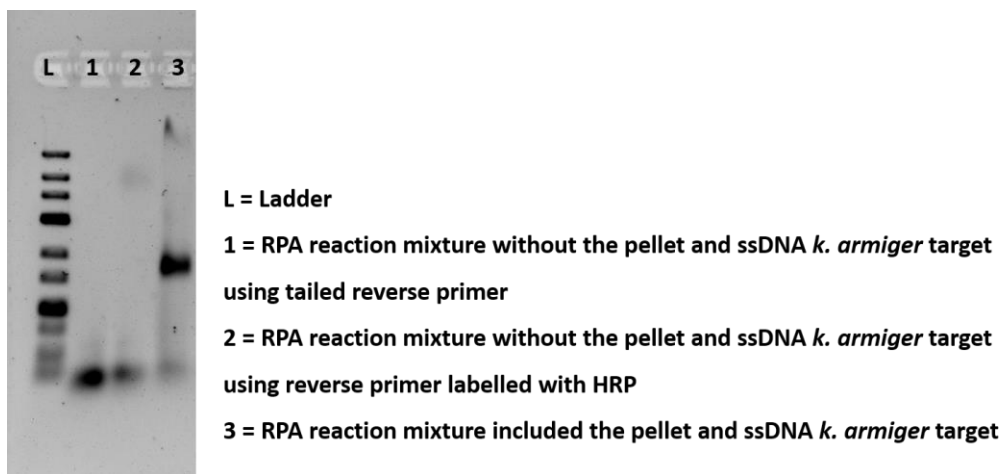 L 1 2 3
L = Ladder
1 = RPA reaction mixture without the pellet and ssDNA k. armiger target
using tailed reverse primer
2 = RPA reaction mixture without the pellet and ssDNA k. armiger target
using reverse primer labelled with HRP
3 = RPA reaction mixture included the pellet and ssDNA k. armiger target